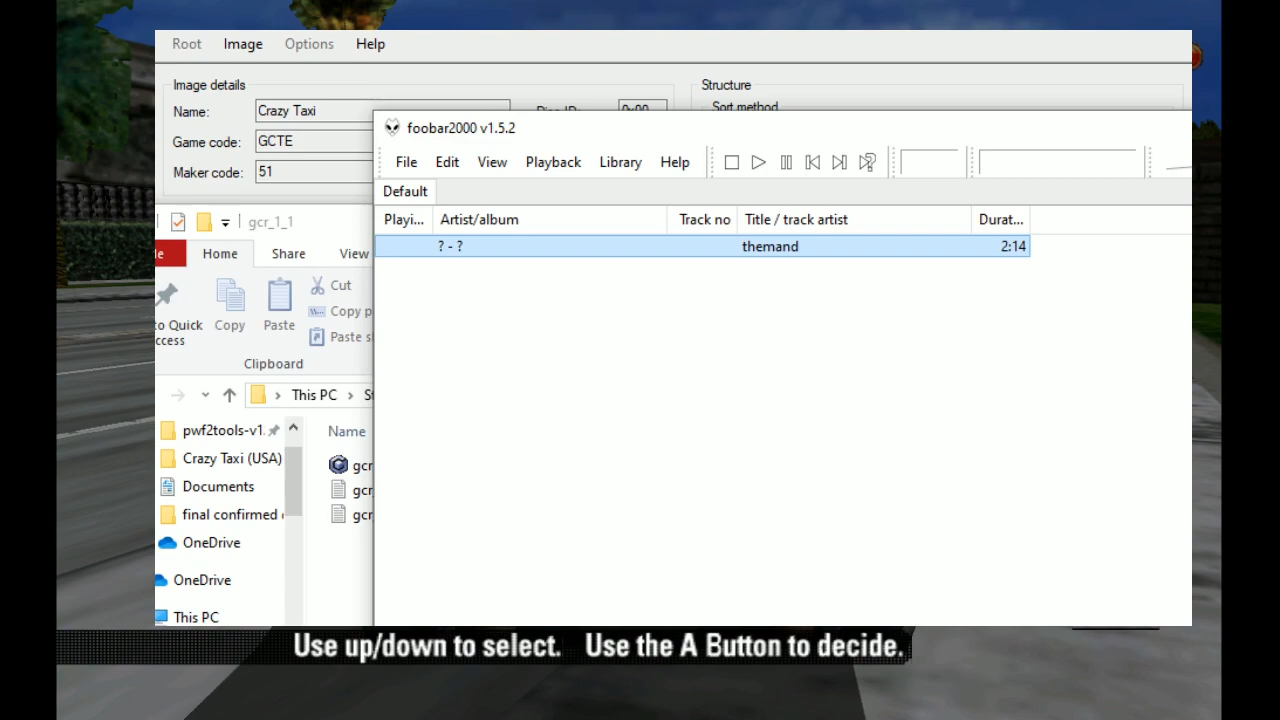 Root Image Options Help
Image details
Structure
Name: Crazy Taxi
Sort method
Game code: GCTE
Maker code: 51
foobar2000 v1.5.2
File Edit View Playback Library Help
Default
Playi... Artist/album Track no Title / track artist Durat...
? - ? themand 2:14
gcr_1_1
Home Share View
Cut
Copy
Paste
Quick
Clipboard
This PC
pwf2tools-v1.
Crazy Taxi (USA)
Documents
final confirmed
OneDrive
OneDrive
This PC
Name
gcr
gcr
gcr
Use up/down to select. Use the A Button to decide.